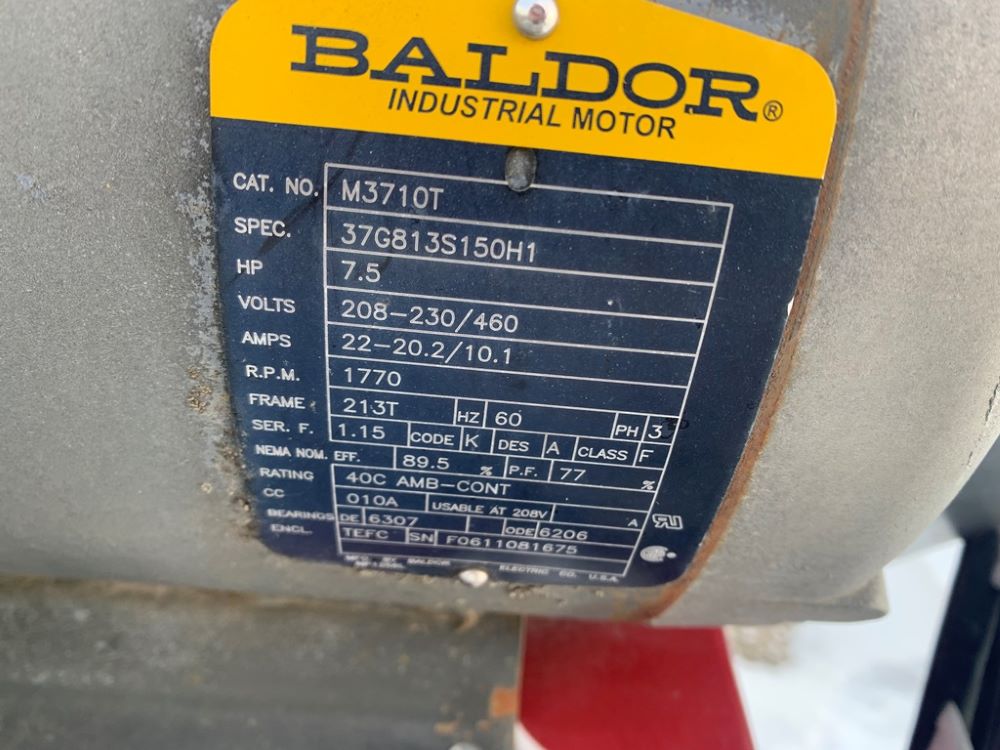 BALDOR®
INDUSTRIAL MOTOR
CAT. NO. M3710T
SPEC. 37G813S150H1
HP 7.5
VOLTS 208-230/460
AMPS 22-20.2/10.1
R.P.M. 1770
FRAME 213T HZ 60 PH 3
SER. F. 1.15 CODE K DES A CLASS F
NEMA NOM. EFF. 89.5 % P.F. 77 %
RATING 40C AMB-CONT
CC 010A USABLE AT 208V A
BEARINGS DE 6307 ODE 6206
ENCL. TEFC SN F0611081675
MFG. BY BALDOR ELECTRIC CO. U.S.A.